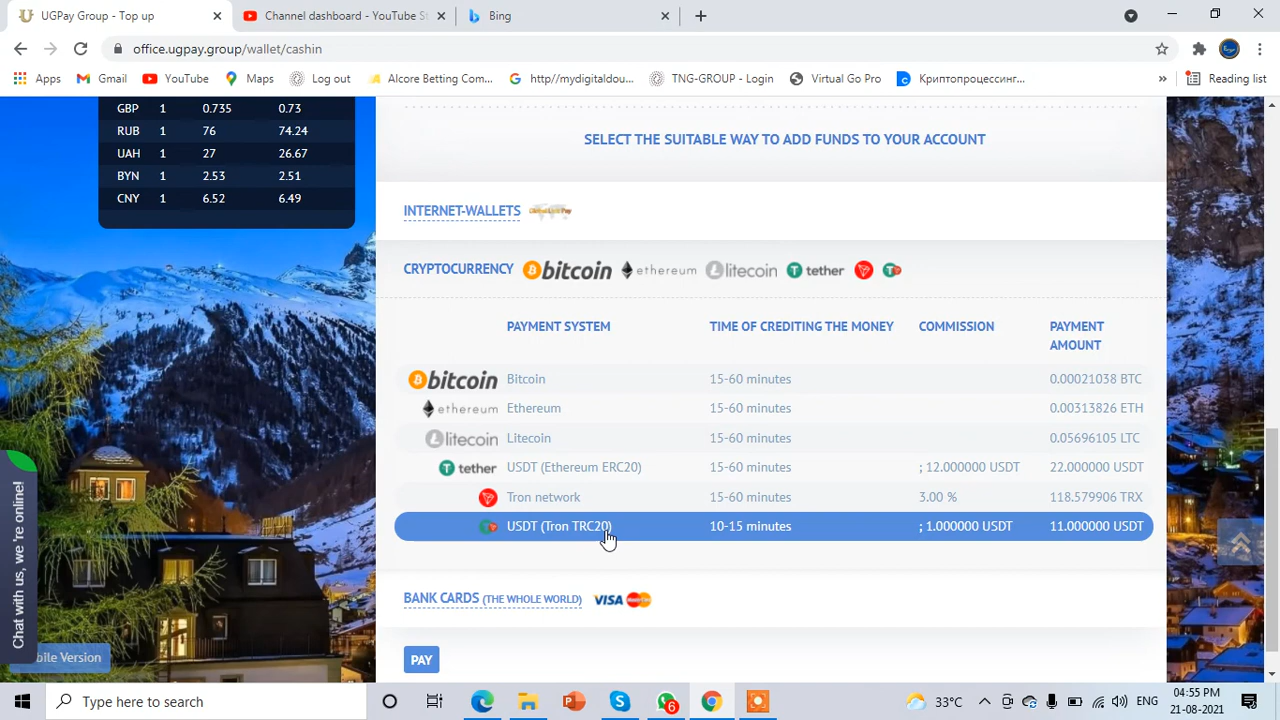 UGPay Group - Top up
Channel dashboard - YouTube St
Bing
office.ugpay.group/wallet/cashin
Apps
Gmail
YouTube
Maps
Log out
Alcore Betting Com...
http//mydigitaldou...
TNG-GROUP - Login
Virtual Go Pro
Криптопроцессинг...
»
Reading list
GBP 1 0.735 0.73
RUB 1 76 74.24
UAH 1 27 26.67
BYN 1 2.53 2.51
CNY 1 6.52 6.49
SELECT THE SUITABLE WAY TO ADD FUNDS TO YOUR ACCOUNT
INTERNET-WALLETS
CRYPTOCURRENCY bitcoin ethereum litecoin tether
PAYMENT SYSTEM TIME OF CREDITING THE MONEY COMMISSION PAYMENT
AMOUNT
bitcoin Bitcoin 15-60 minutes 0.00021038 BTC
ethereum Ethereum 15-60 minutes 0.00313826 ETH
litecoin Litecoin 15-60 minutes 0.05696105 LTC
tether USDT (Ethereum ERC20) 15-60 minutes ; 12.000000 USDT 22.000000 USDT
Tron network 15-60 minutes 3.00 % 118.579906 TRX
USDT (Tron TRC20) 10-15 minutes ; 1.000000 USDT 11.000000 USDT
BANK CARDS (THE WHOLE WORLD) VISA
PAY
Chat with us, we 're online!
bile Version
Type here to search
6
33°C
ENG
04:55 PM
21-08-2021